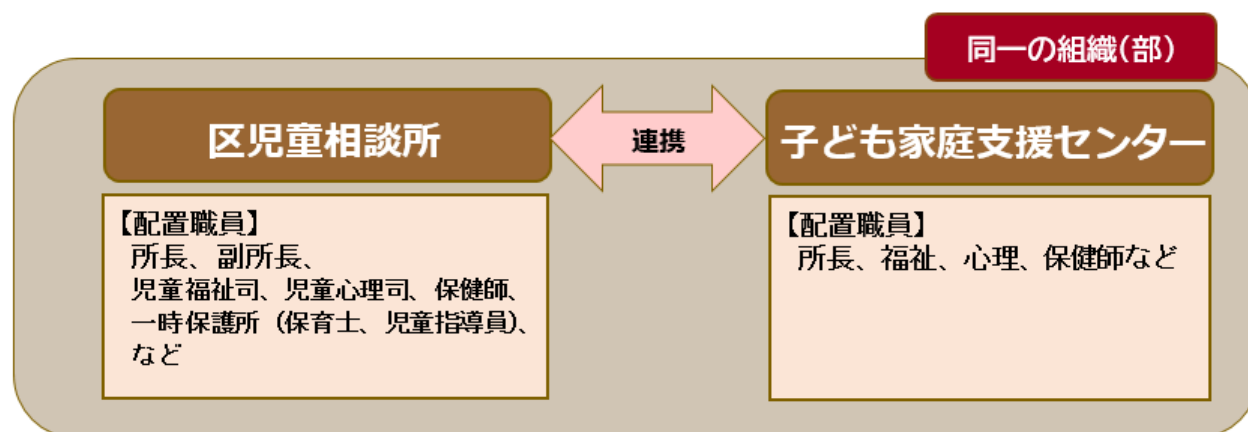 同一の組織(部)
区児童相談所
連携
子ども家庭支援センター
【配置職員】
所長、副所長、
児童福祉司、児童心理司、保健師、
一時保護所（保育士、児童指導員）、
など
【配置職員】
所長、福祉、心理、保健師など